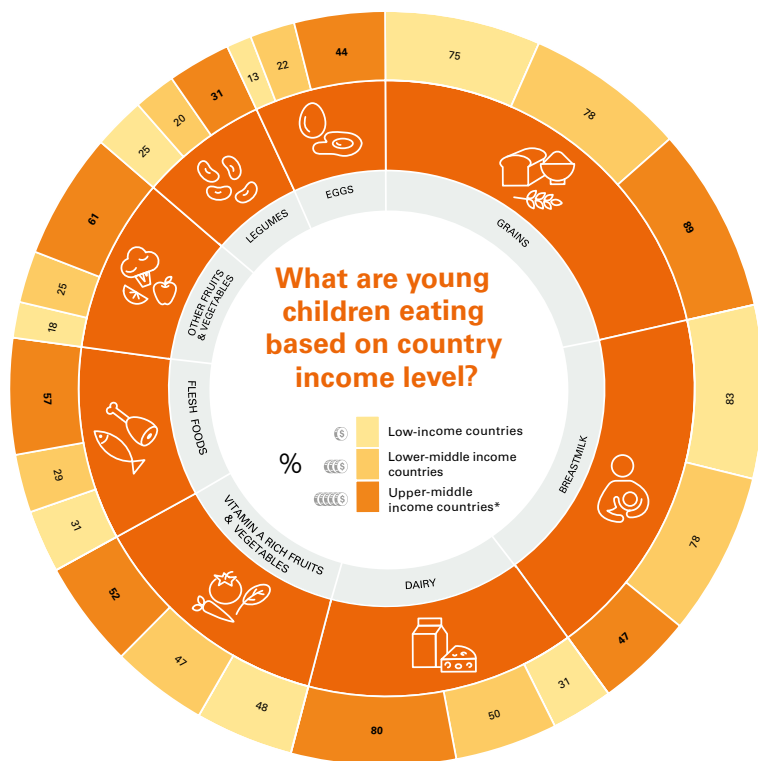 What are young
children eating
based on country
income level?
%
$
Low-income countries
$
Lower-middle income
countries
$
Upper-middle
income countries*
GRAINS
75
78
89
BREASTMILK
83
78
47
DAIRY
31
50
80
VITAMIN A RICH FRUITS
& VEGETABLES
48
47
52
FLESH FOODS
31
29
57
OTHER FRUITS
& VEGETABLES
18
25
61
LEGUMES
25
20
31
EGGS
13
22
44